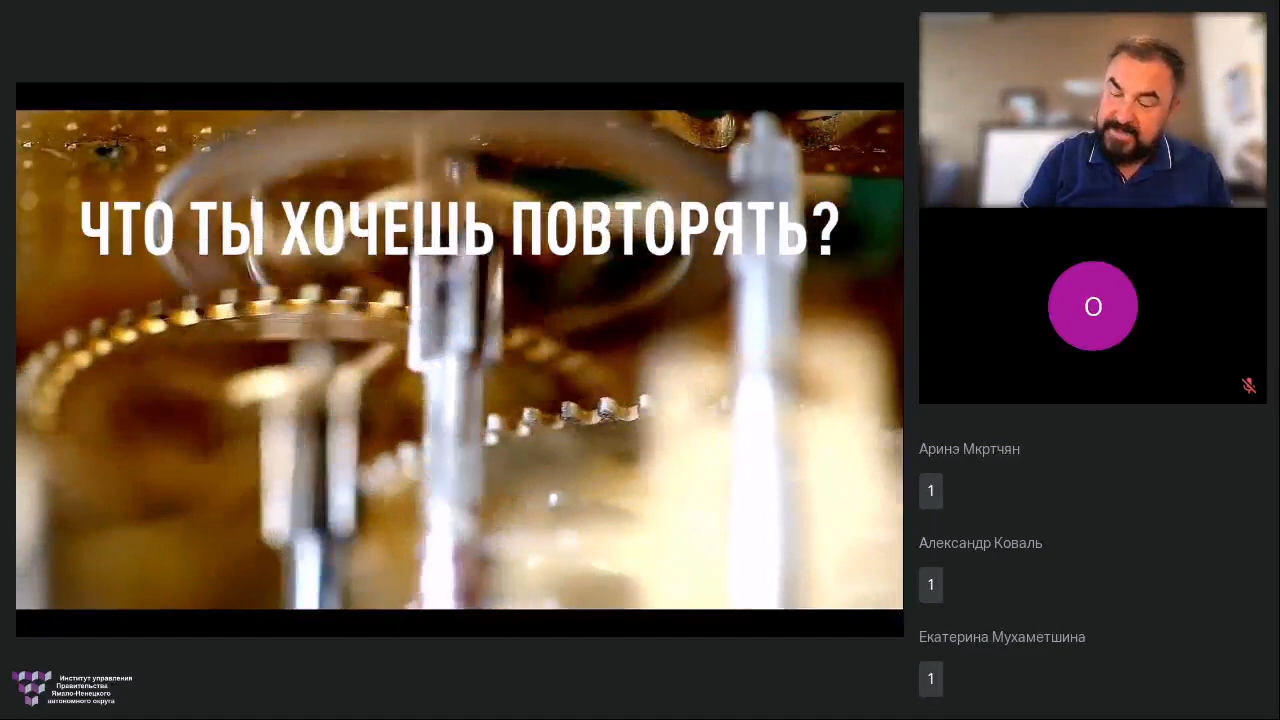 ЧТО ТЫ ХОЧЕШЬ ПОВТОРЯТЬ?
О
Аринэ Мкртчян
1
Александр Коваль
1
Екатерина Мухаметшина
1
Институт управления
Правительства
Ямало-Ненецкого
автономного округа